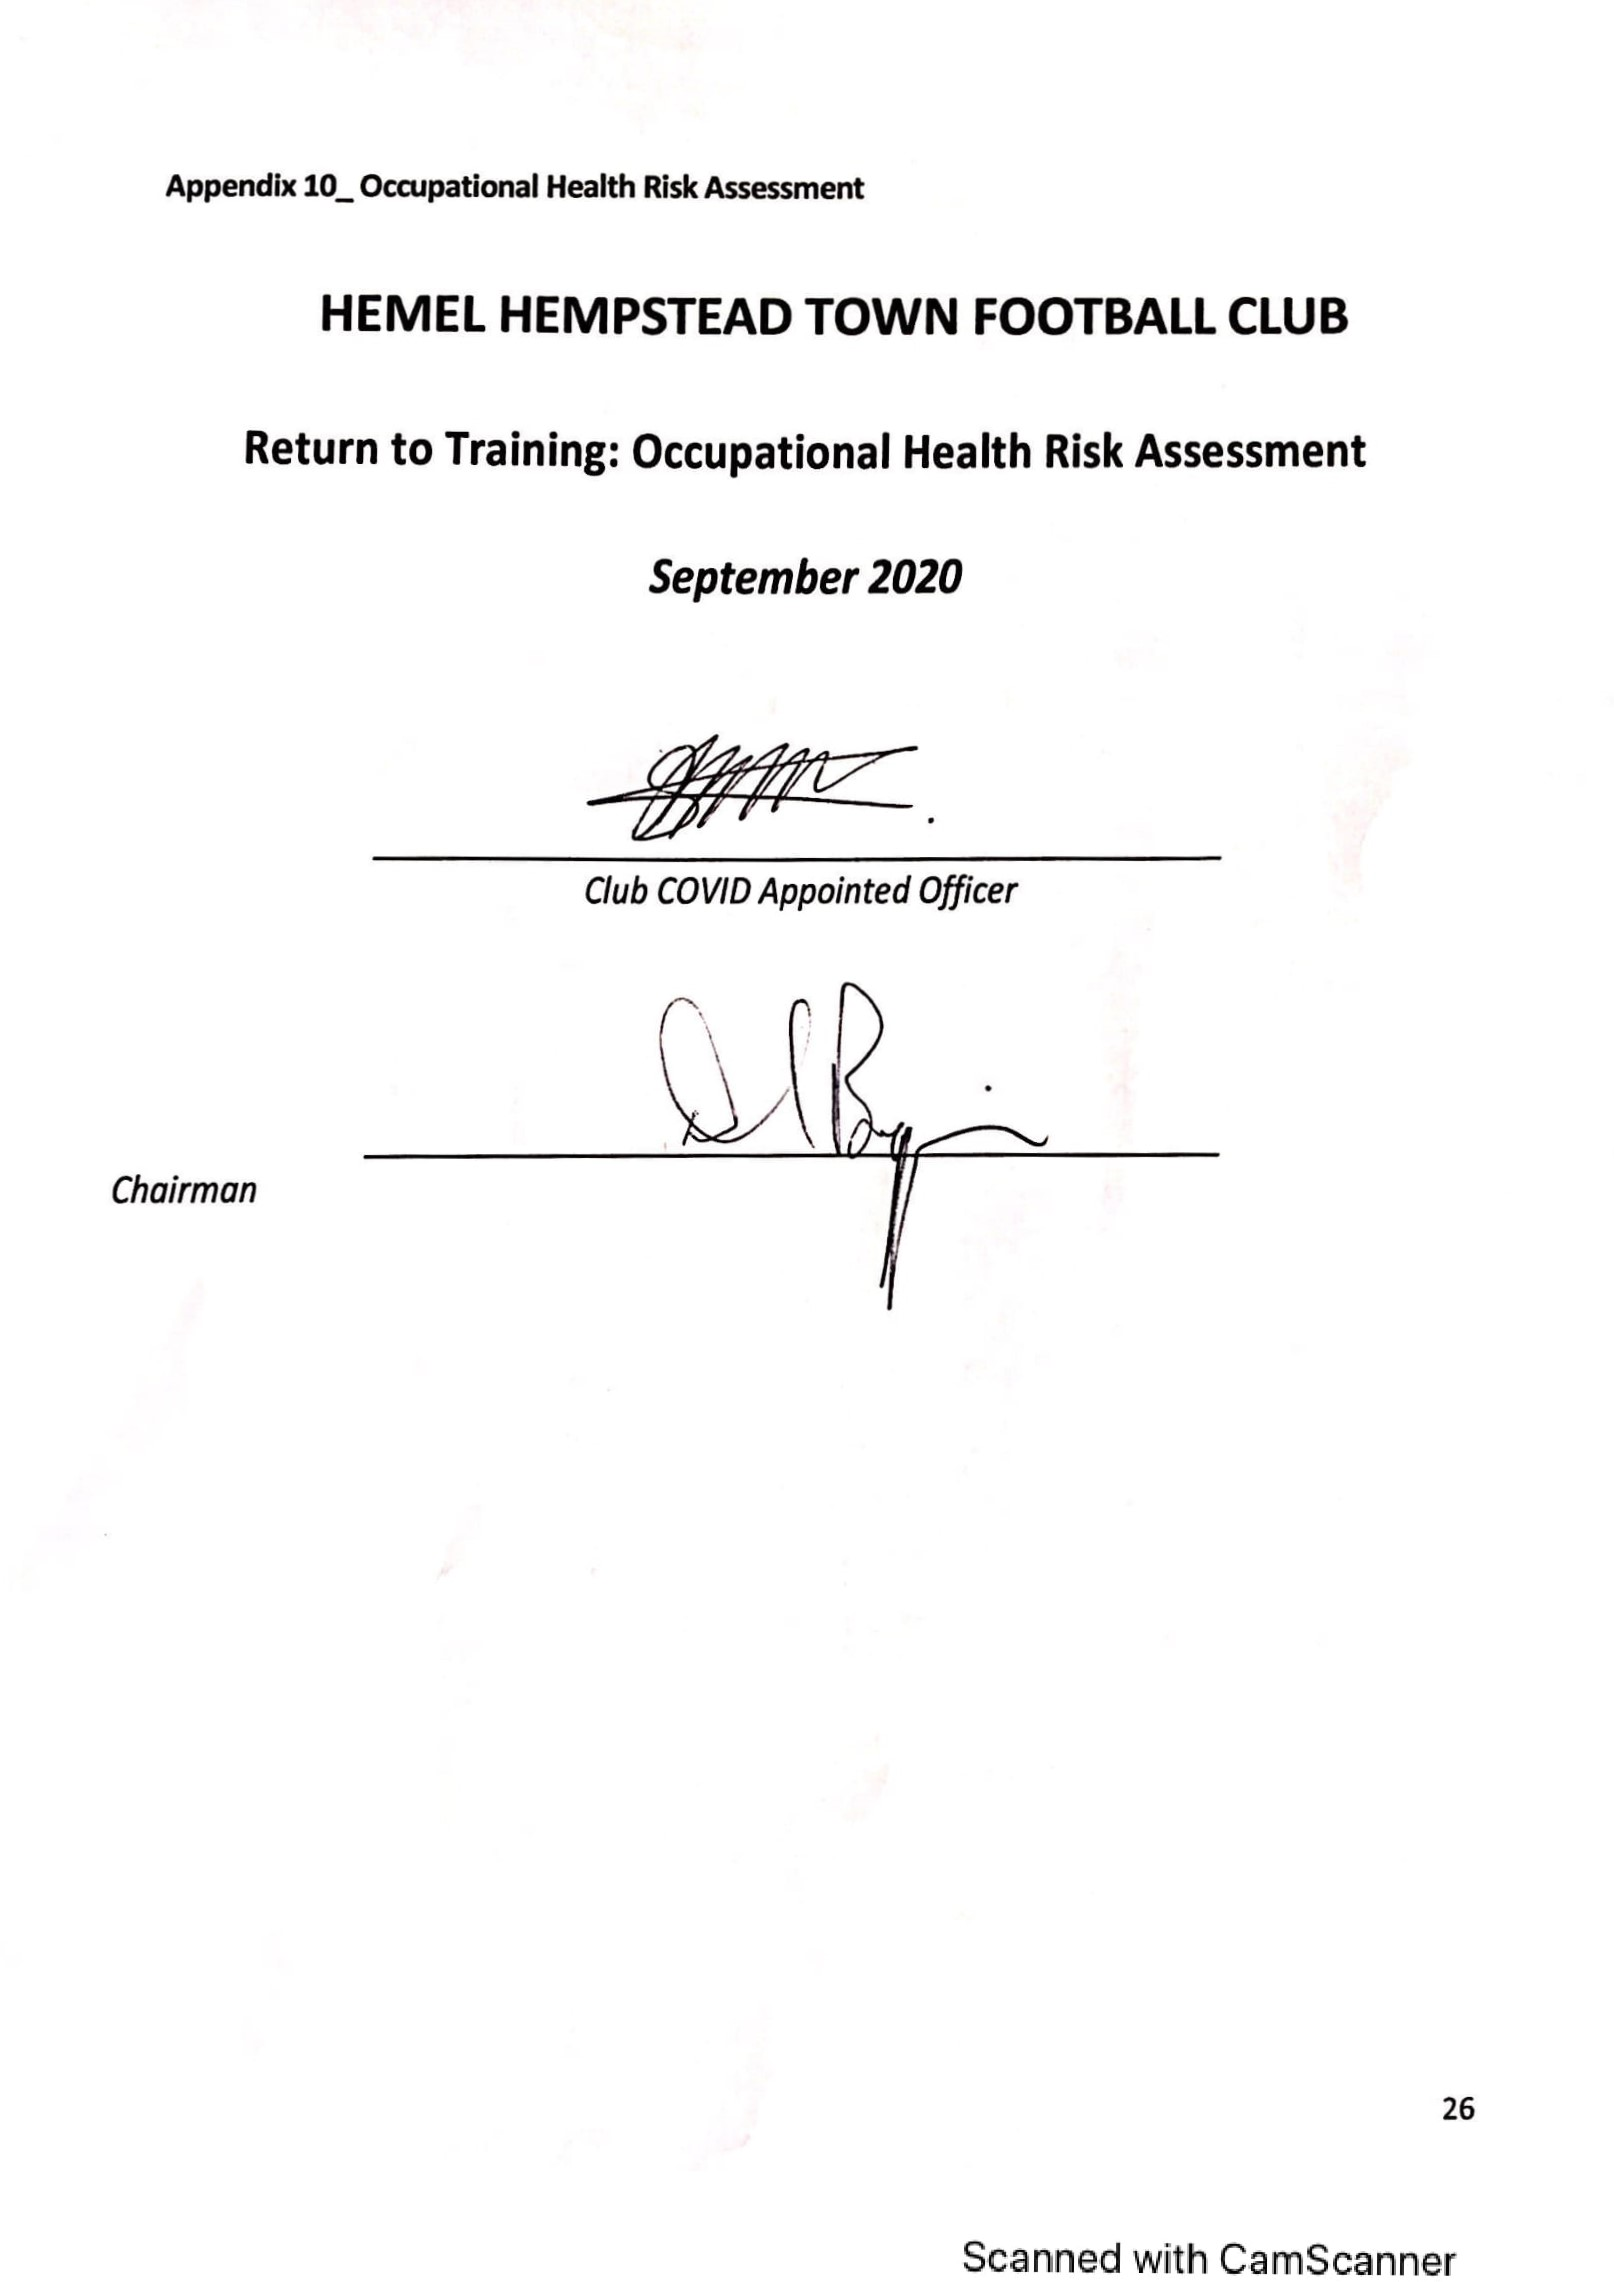 Appendix 10_ Occupational Health Risk Assessment
HEMEL HEMPSTEAD TOWN FOOTBALL CLUB
Return to Training: Occupational Health Risk Assessment
September 2020
Club COVID Appointed Officer
Chairman
26
Scanned with CamScanner